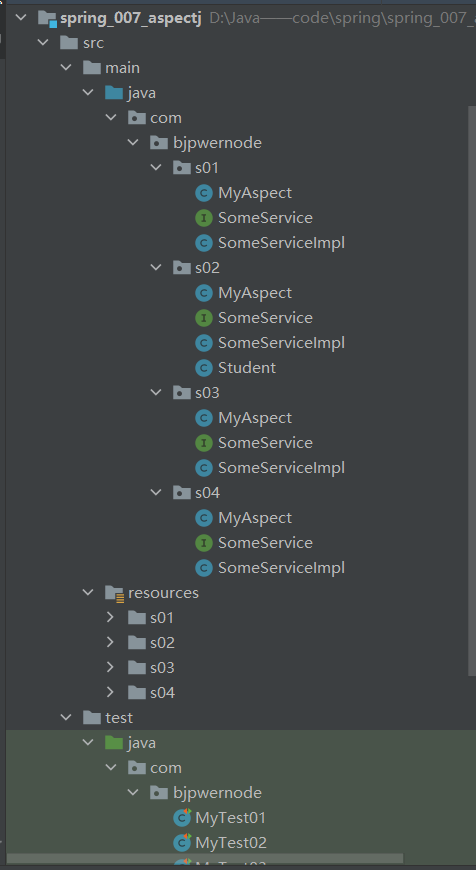 spring_007_aspectj D:\Java——code\spring\spring_007_
src
main
java
com
bjpwernode
s01
MyAspect
SomeService
SomeServiceImpl
s02
MyAspect
SomeService
SomeServiceImpl
Student
s03
MyAspect
SomeService
SomeServiceImpl
s04
MyAspect
SomeService
SomeServiceImpl
resources
s01
s02
s03
s04
test
java
com
bjpwernode
MyTest01
MyTest02